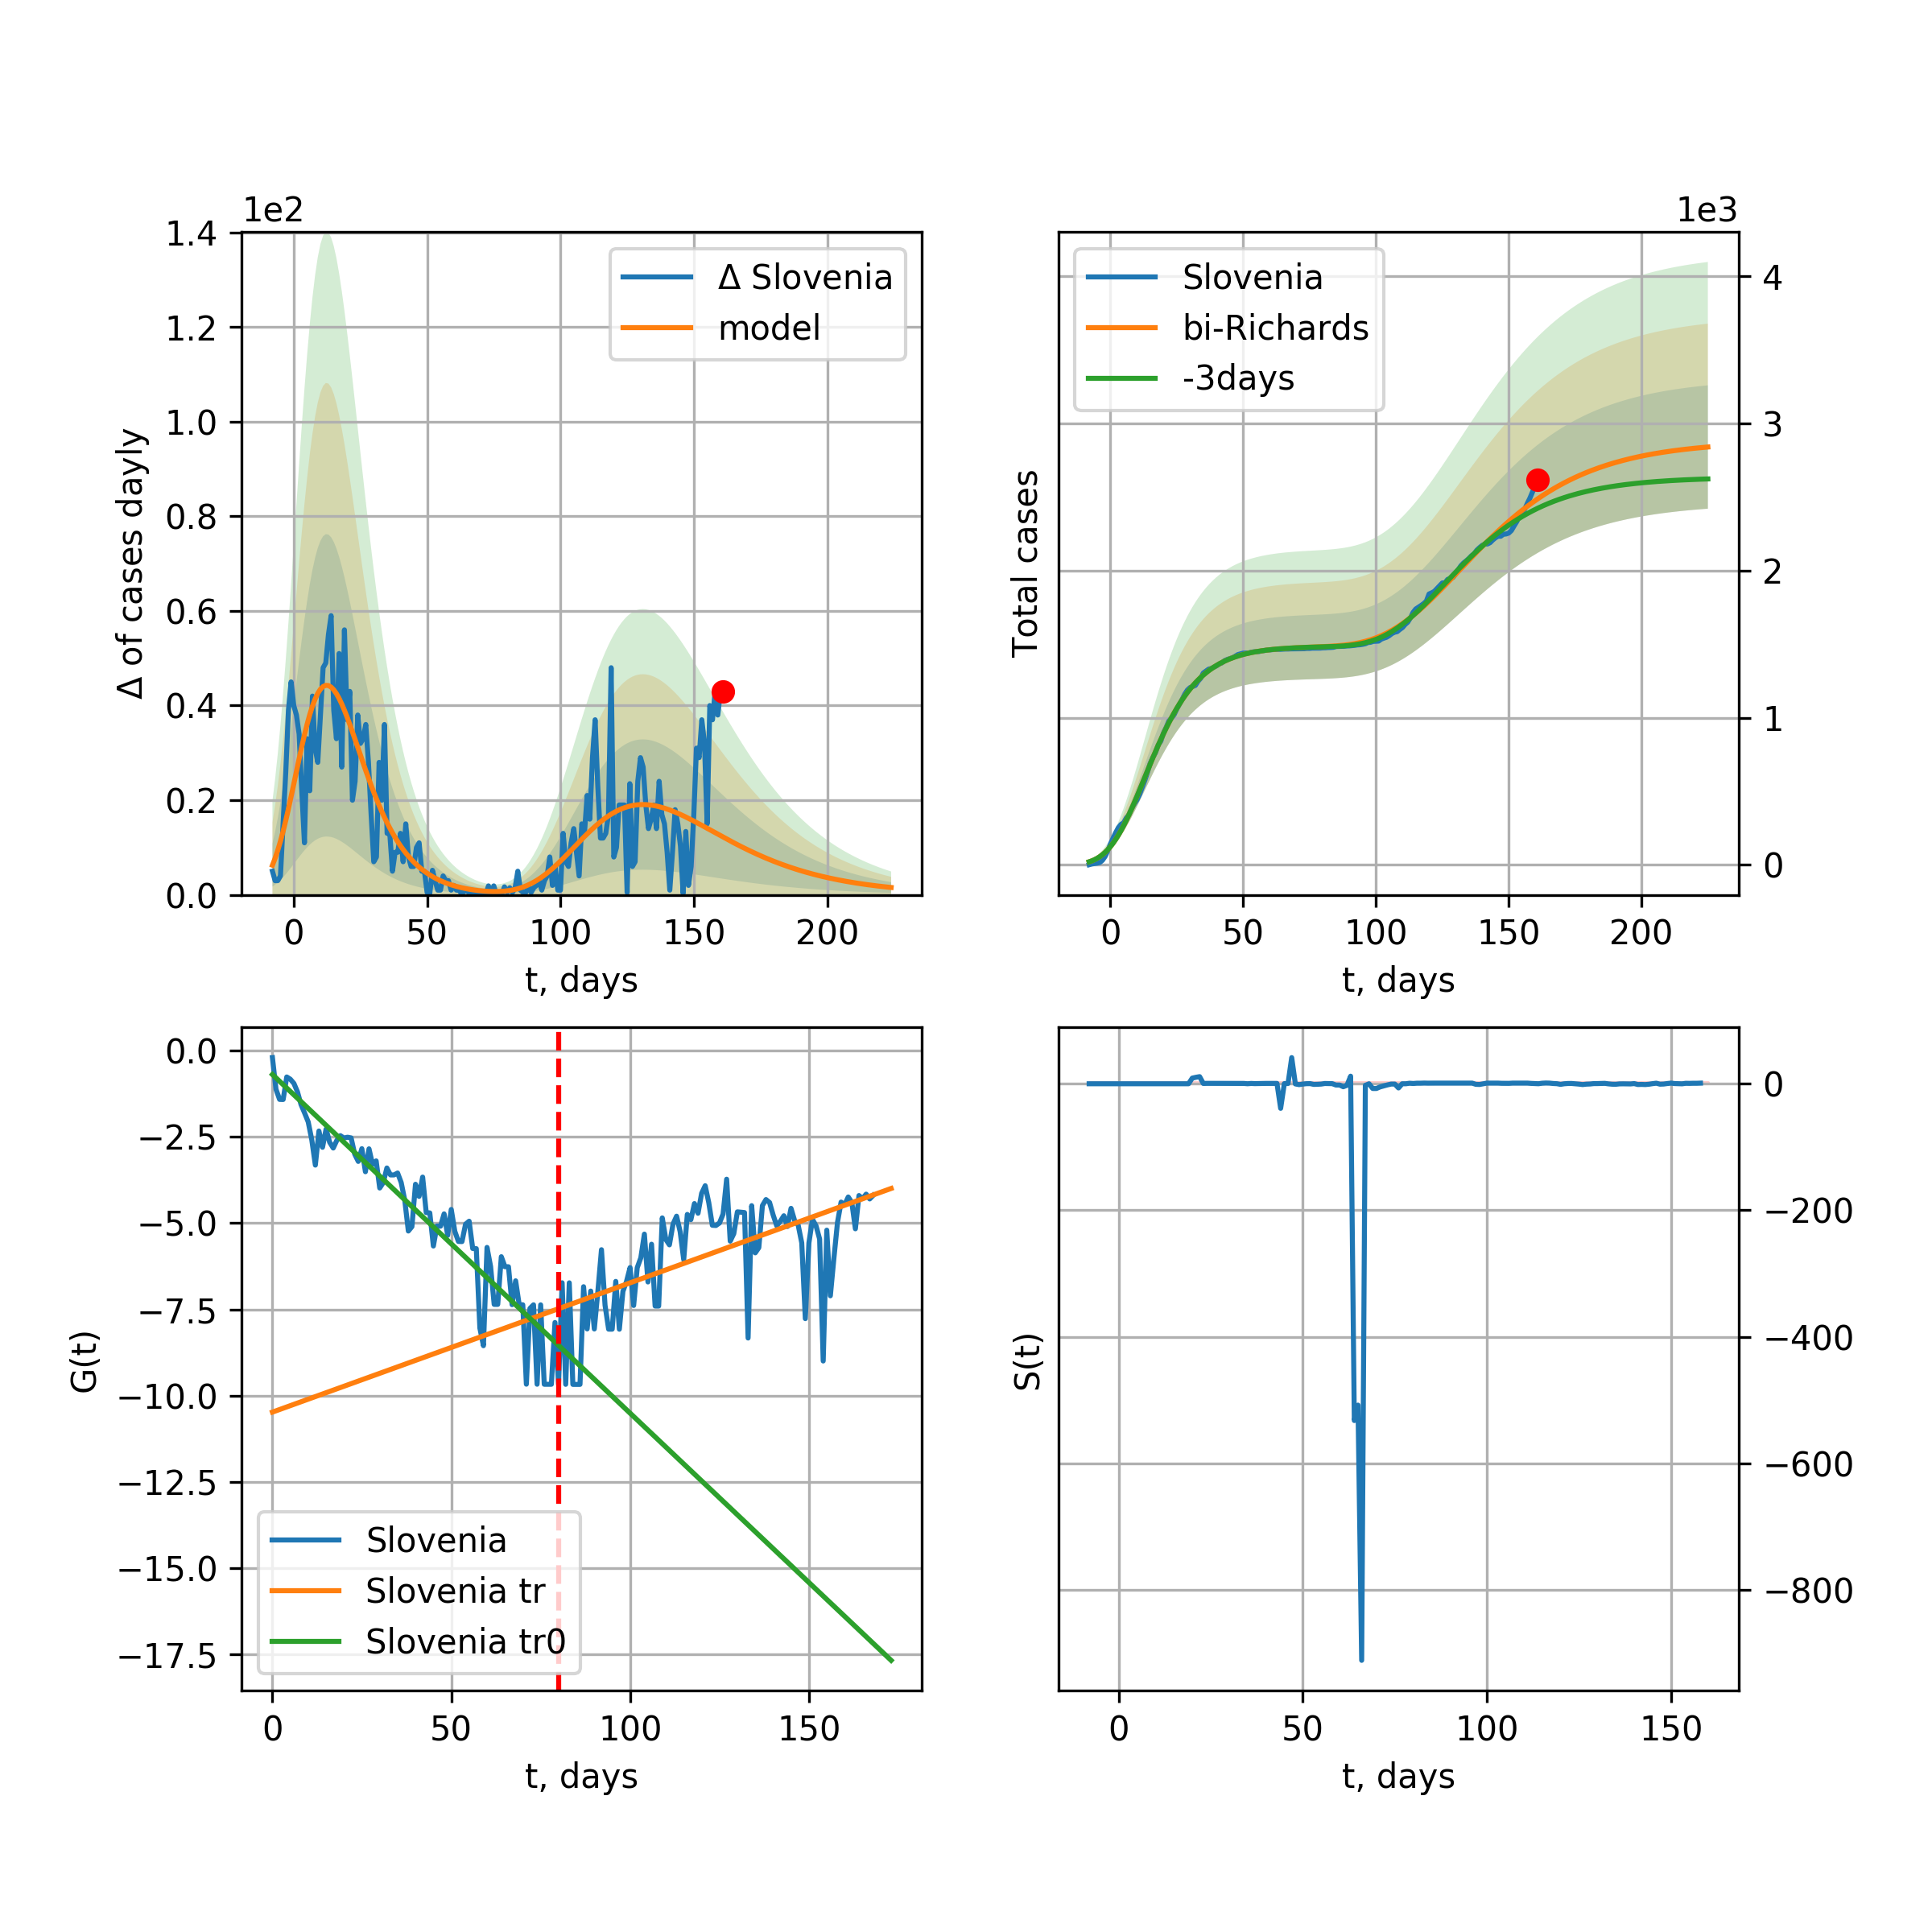 1e2
1.4
1.2
1.0
0.8
0.6
0.4
0.2
0.0
Δ of cases dayly
Δ Slovenia
model
0 50 100 150 200
t, days
1e3
4
3
2
1
0
Total cases
Slovenia
bi-Richards
-3days
0 50 100 150 200
t, days
0.0
−2.5
−5.0
−7.5
−10.0
−12.5
−15.0
−17.5
G(t)
Slovenia
Slovenia tr
Slovenia tr0
0 50 100 150
t, days
S(t)
0
−200
−400
−600
−800
0 50 100 150
t, days